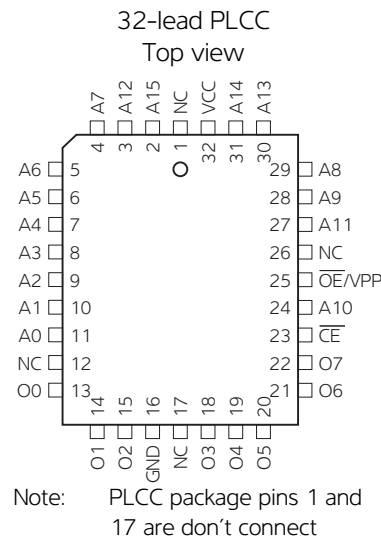 32-lead PLCC
Top view
A7 A12 A15 NC VCC A14 A13
4 3 2 1 32 31 30
A6 5 29 A8
A5 6 28 A9
A4 7 27 A11
A3 8 26 NC
A2 9 25 O̅E̅/VPP
A1 10 24 A10
A0 11 23 C̅E̅
NC 12 22 O7
O0 13 21 O6
14 15 16 17 18 19 20
O1 O2 GND NC O3 O4 O5
Note: PLCC package pins 1 and
17 are don´t connect